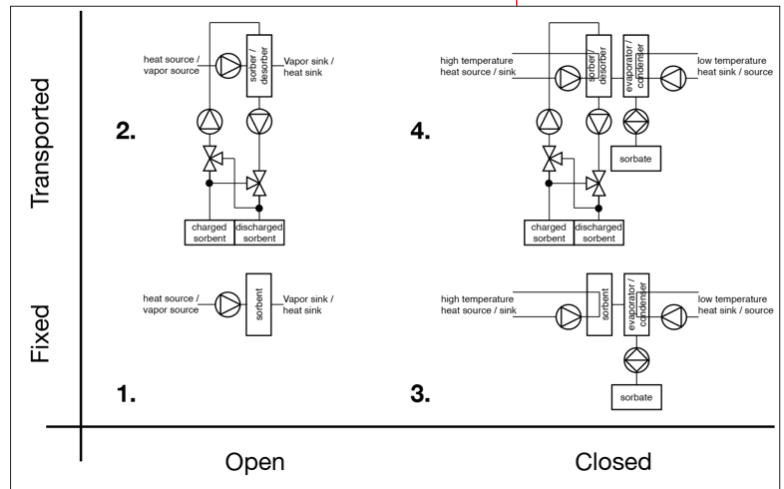 Transported
2.
heat source /
vapor source
sorber /
desorber
Vapor sink /
heat sink
charged
sorbent
discharged
sorbent
4.
high temperature
heat source / sink
sorber /
desorber
evaporator /
condenser
low temperature
heat sink / source
sorbate
charged
sorbent
discharged
sorbent
Fixed
1.
heat source /
vapor source
sorbent
Vapor sink /
heat sink
3.
high temperature
heat source / sink
sorbent
evaporator /
condenser
low temperature
heat sink / source
sorbate
Open
Closed